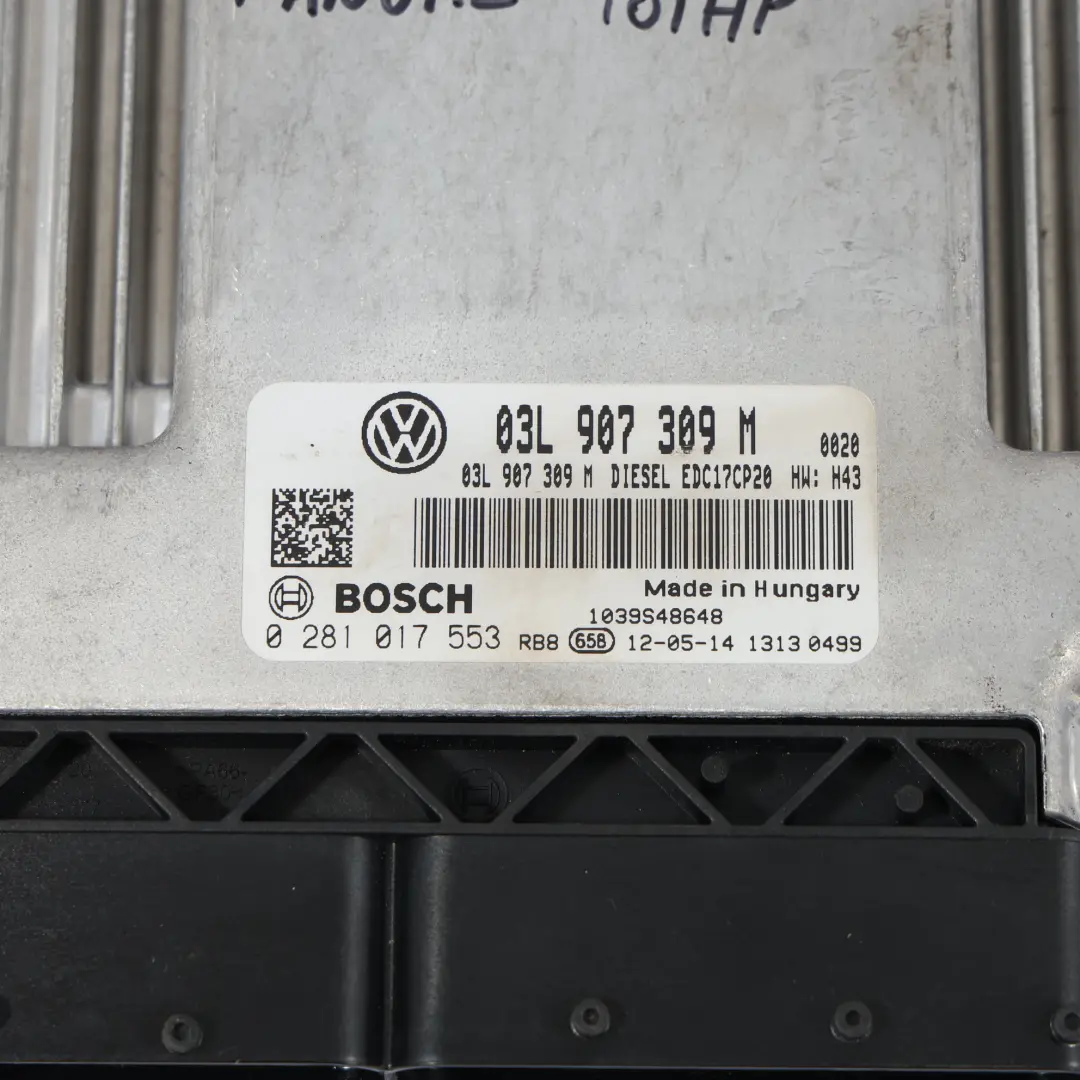 03L 907 309 M 0020
03L 907 309 M DIESEL EDC17CP20 HW: H43
BOSCH
Made in Hungary
1039S48648
0 281 017 553 RB8 65B 12-05-14 1313 0499